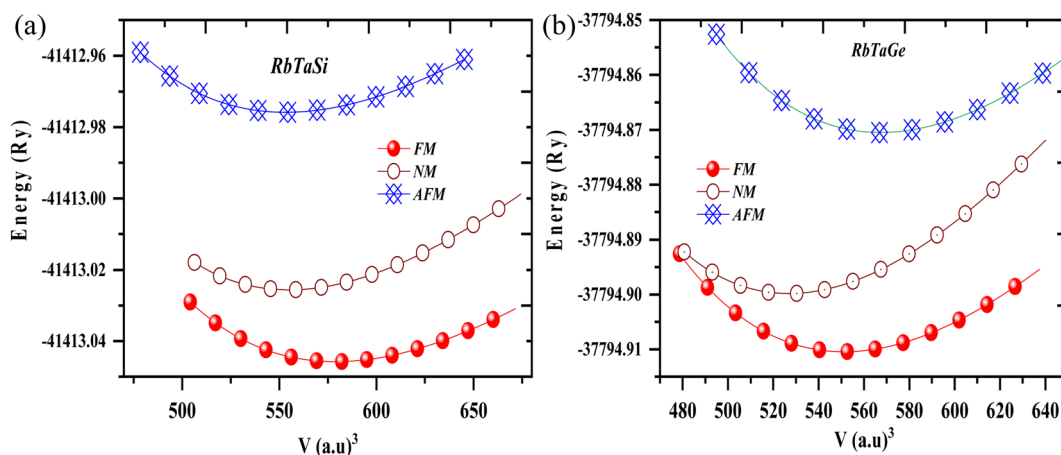 (a)
RbTaSi
-41412.96
-41412.98
-41413.00
-41413.02
-41413.04
Energy (Ry)
FM
NM
AFM
500 550 600 650
V (a.u)³
(b)
RbTaGe
-37794.85
-37794.86
-37794.87
-37794.88
-37794.89
-37794.90
-37794.91
Energy (Ry)
FM
NM
AFM
480 500 520 540 560 580 600 620 640
V (a.u)³